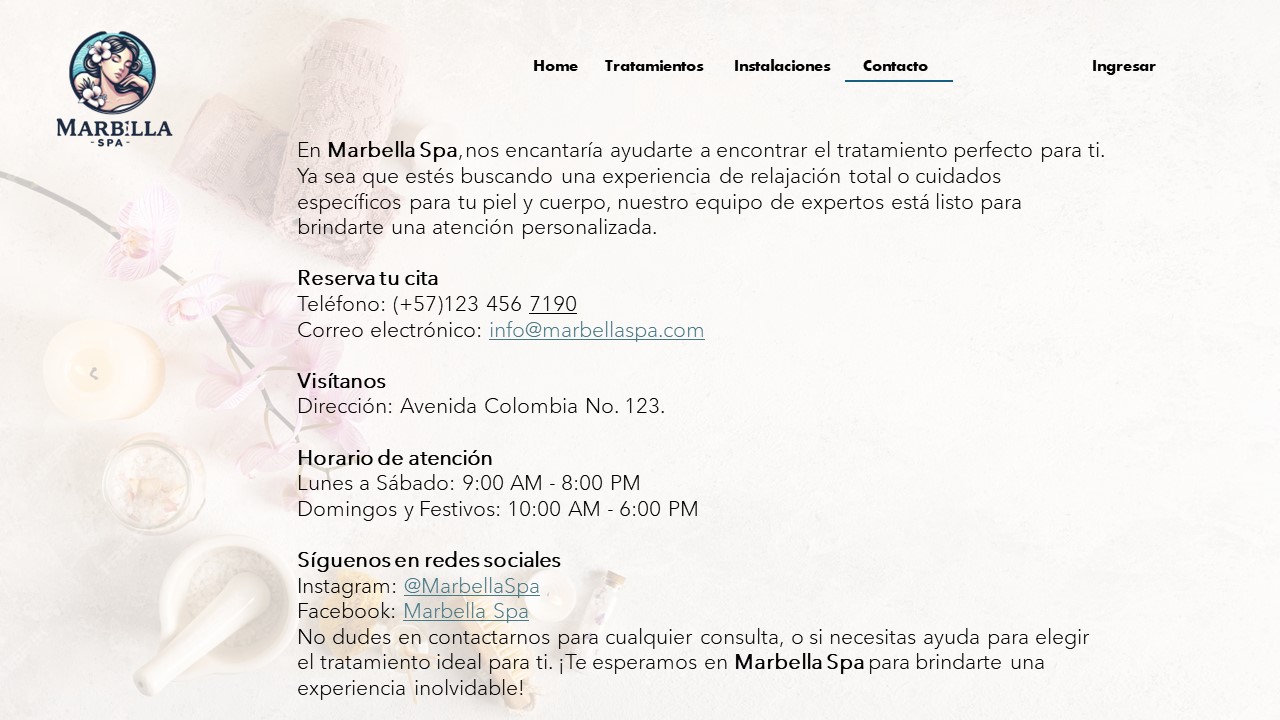 MARBILLA
-SPA-
Home Tratamientos Instalaciones Contacto Ingresar
En Marbella Spa, nos encantaría ayudarte a encontrar el tratamiento perfecto para ti.
Ya sea que estés buscando una experiencia de relajación total o cuidados
específicos para tu piel y cuerpo, nuestro equipo de expertos está listo para
brindarte una atención personalizada.
Reserva tu cita
Teléfono: (+57)123 456 7190
Correo electrónico: info@marbellaspa.com
Visítanos
Dirección: Avenida Colombia No. 123.
Horario de atención
Lunes a Sábado: 9:00 AM - 8:00 PM
Domingos y Festivos: 10:00 AM - 6:00 PM
Síguenos en redes sociales
Instagram: @MarbellaSpa
Facebook: Marbella Spa
No dudes en contactarnos para cualquier consulta, o si necesitas ayuda para elegir
el tratamiento ideal para ti. ¡Te esperamos en Marbella Spa para brindarte una
experiencia inolvidable!